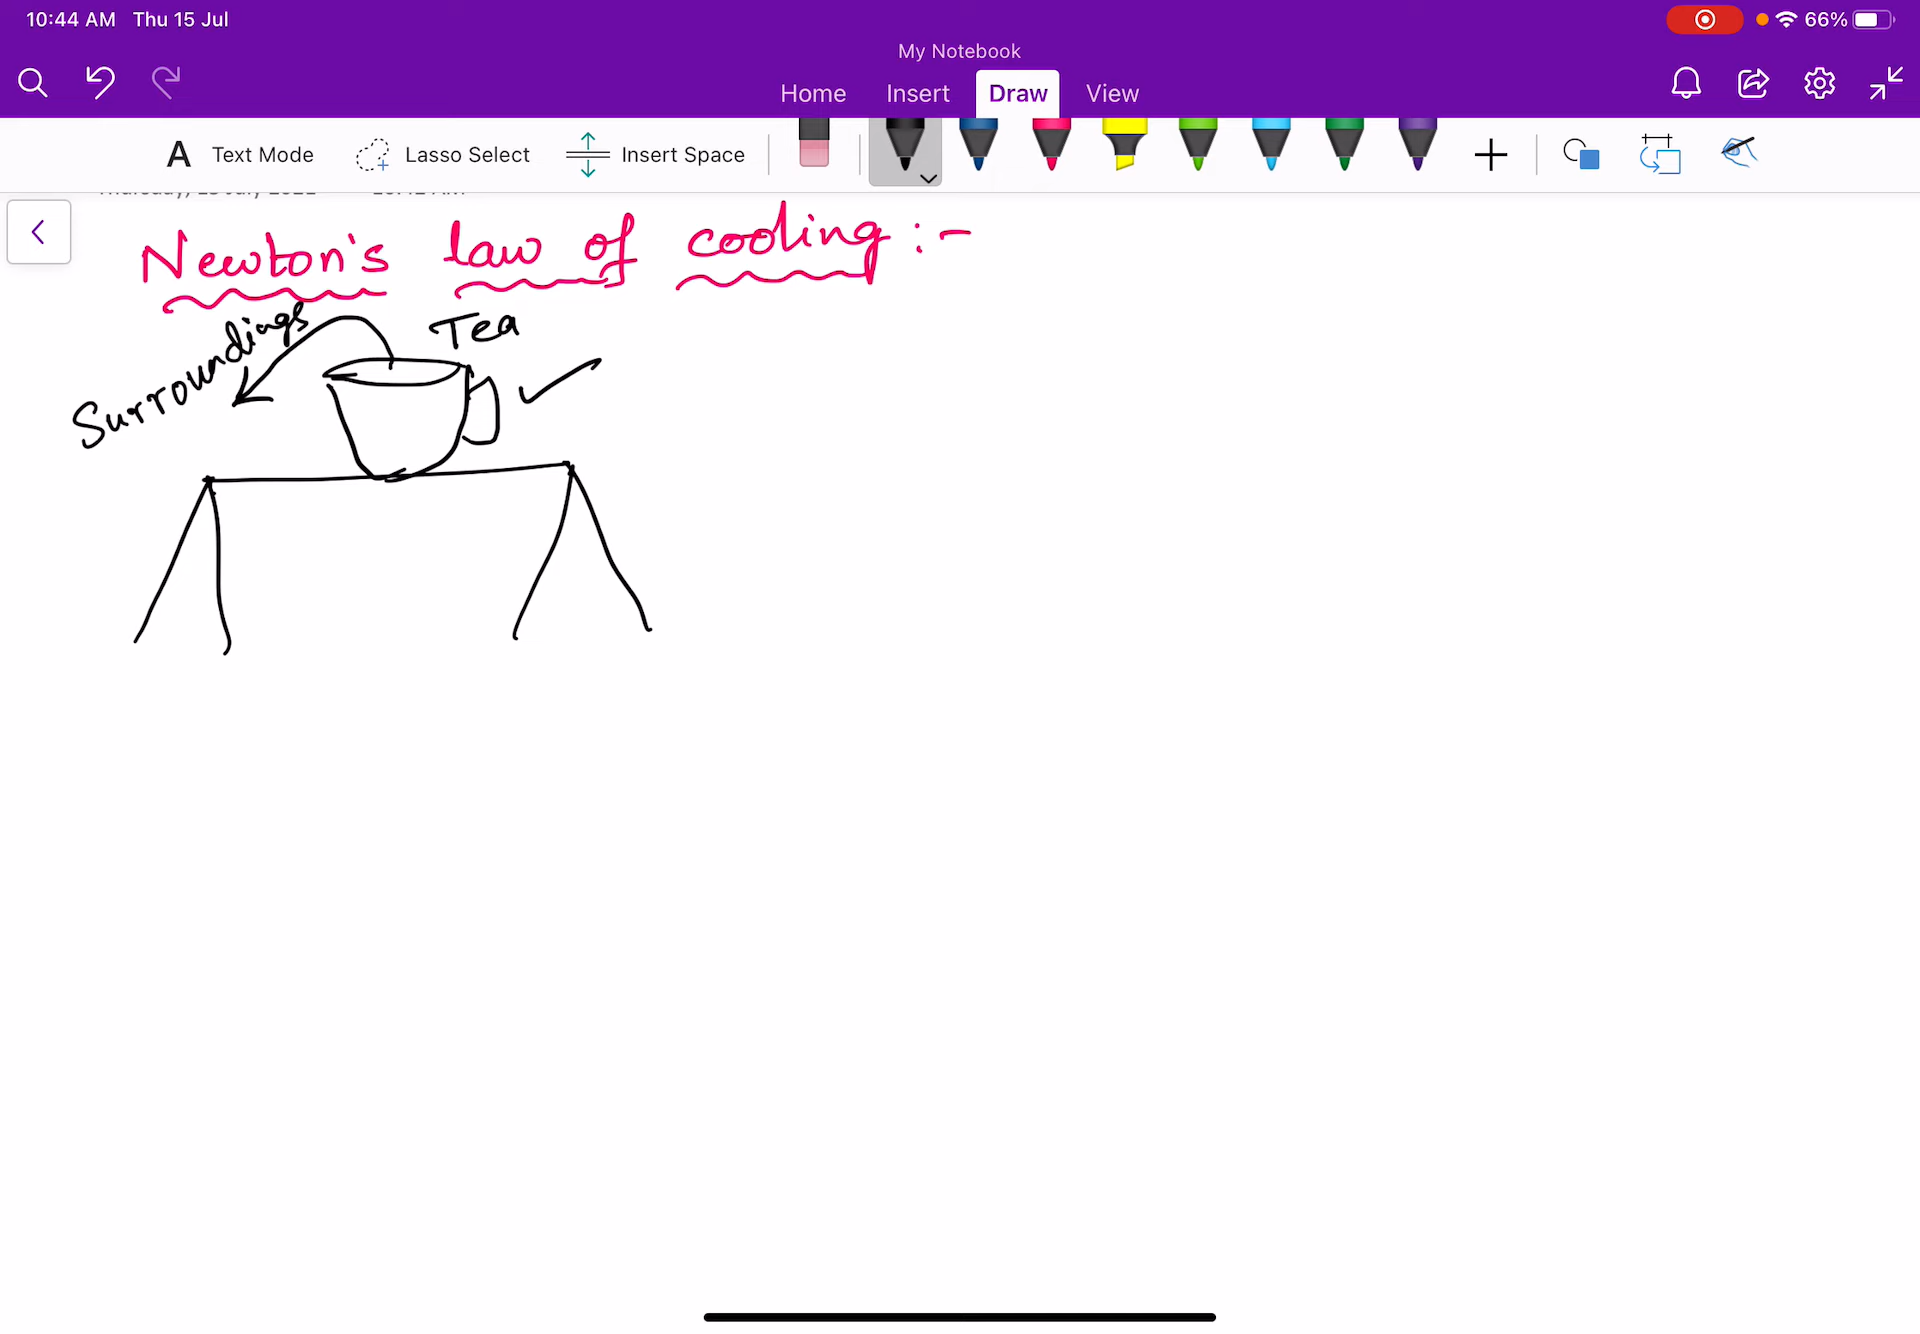 10:44 AM Thu 15 Jul
66%
My Notebook
Home Insert Draw View
A Text Mode Lasso Select Insert Space
Newton's law of cooling :-
Tea
Surroundings